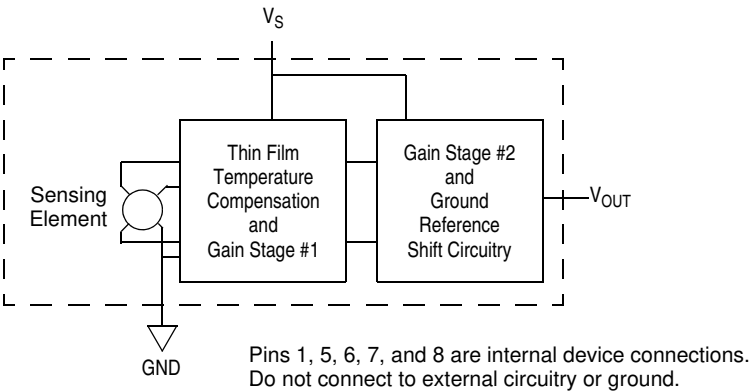 V_S
Thin Film
Temperature
Compensation
and
Gain Stage #1
Gain Stage #2
and
Ground
Reference
Shift Circuitry
Sensing
Element
V_OUT
GND
Pins 1, 5, 6, 7, and 8 are internal device connections.
Do not connect to external circuitry or ground.